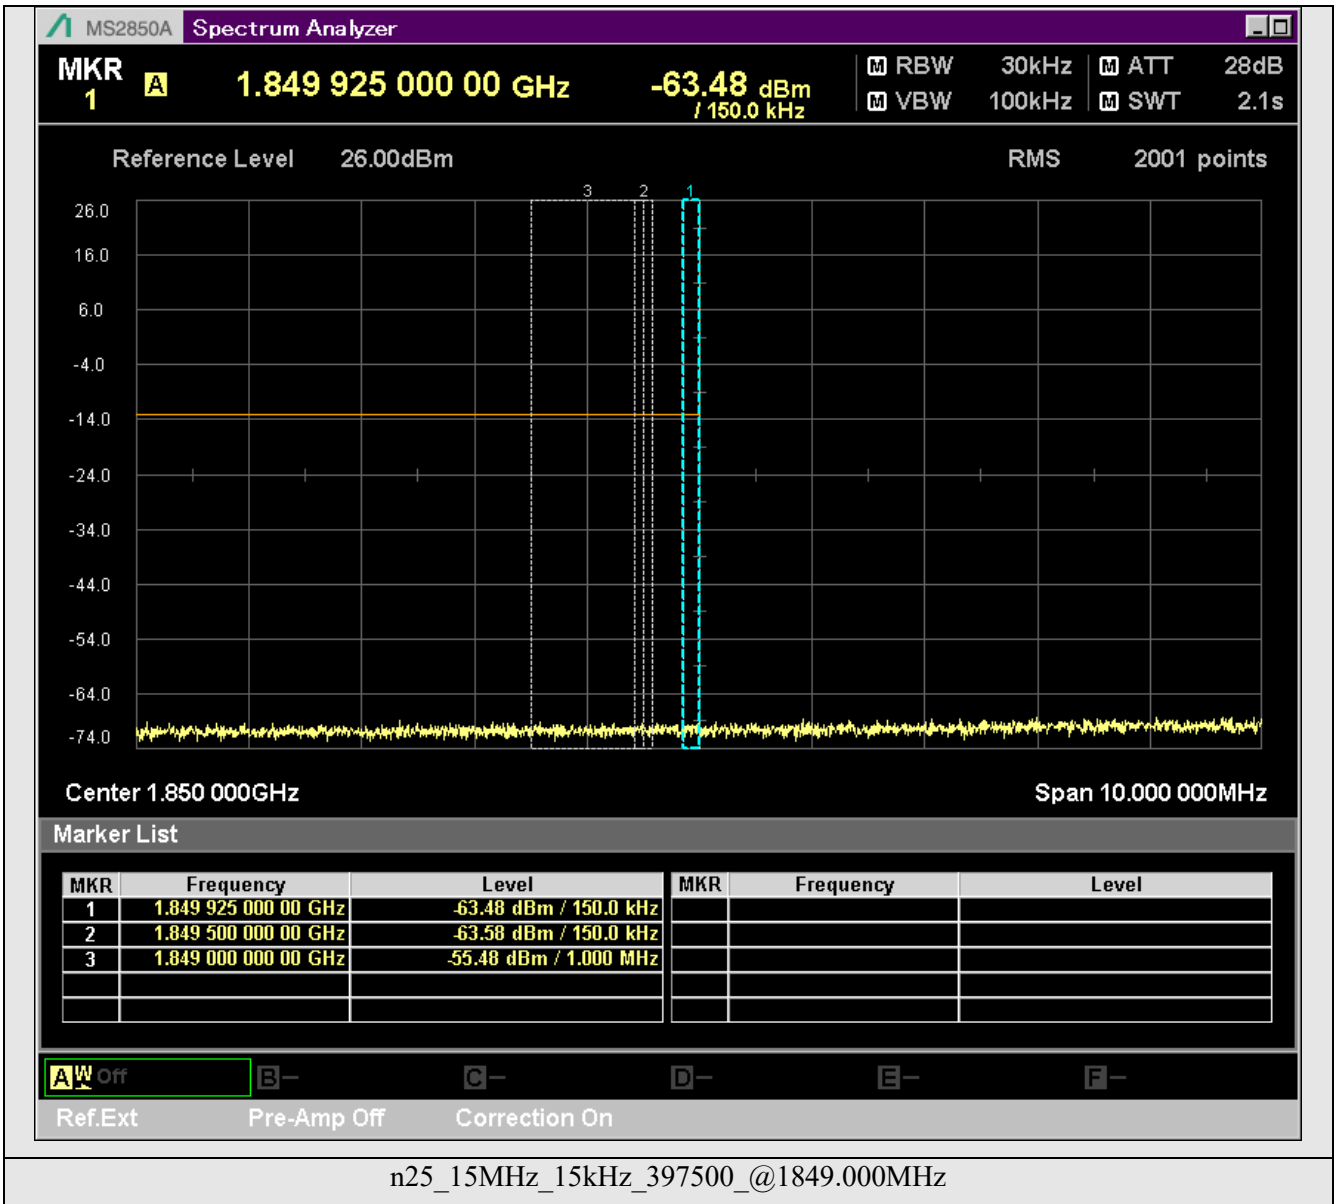 MS2850A Spectrum Analyzer
MKR 1 A 1.849 925 000 00 GHz -63.48 dBm / 150.0 kHz
M RBW 30kHz M ATT 28dB
M VBW 100kHz M SWT 2.1s
Reference Level 26.00dBm RMS 2001 points
3 2 1
26.0
16.0
6.0
-4.0
-14.0
-24.0
-34.0
-44.0
-54.0
-64.0
-74.0
Center 1.850 000GHz Span 10.000 000MHz
Marker List
MKR Frequency Level MKR Frequency Level
1 1.849 925 000 00 GHz -63.48 dBm / 150.0 kHz
2 1.849 500 000 00 GHz -63.58 dBm / 150.0 kHz
3 1.849 000 000 00 GHz -55.48 dBm / 1.000 MHz
A W Off B- C- D- E- F-
Ref.Ext Pre-Amp Off Correction On
n25_15MHz_15kHz_397500_@1849.000MHz